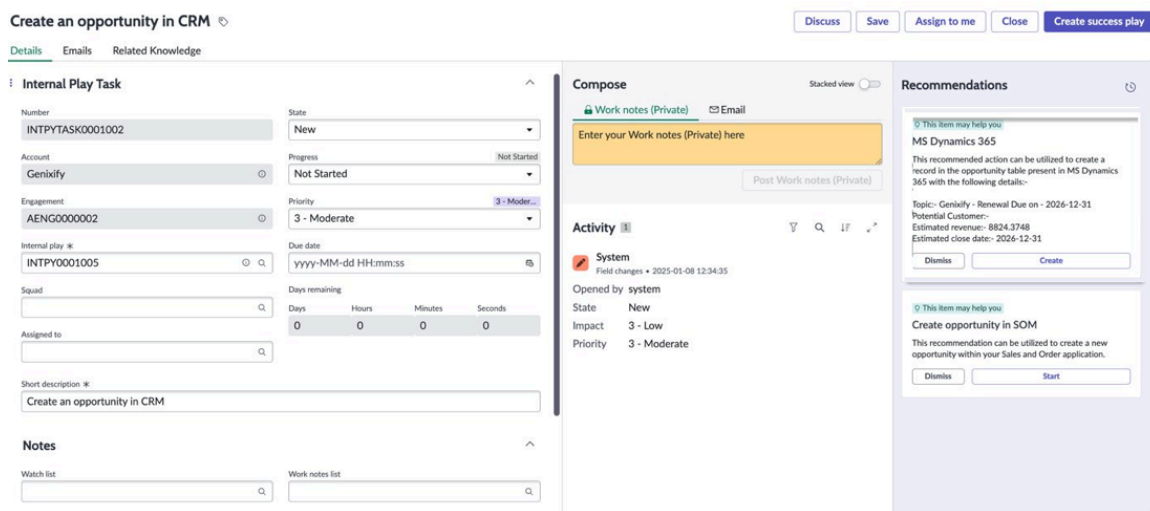 Create an opportunity in CRM
Discuss Save Assign to me Close Create success play
Details Emails Related Knowledge
Internal Play Task
Number
INTPYTASK0001002
Account
Genixify
Engagement
AENG0000002
Internal play *
INTPY0001005
Squad
Assigned to
State
New
Progress Not Started
Not Started
Priority 3 - Moder...
3 - Moderate
Due date
yyyy-MM-dd HH:mm:ss
Days remaining
Days Hours Minutes Seconds
0 0 0 0
Short description *
Create an opportunity in CRM
Notes
Watch list
Work notes list
Compose Stacked view
Work notes (Private) Email
Enter your Work notes (Private) here
Post Work notes (Private)
Activity 1
System
Field changes • 2025-01-08 12:34:35
Opened by system
State New
Impact 3 - Low
Priority 3 - Moderate
Recommendations
This item may help you
MS Dynamics 365
This recommended action can be utilized to create a
record in the opportunity table present in MS Dynamics
365 with the following details:-
Topic:- Genixify - Renewal Due on - 2026-12-31
Potential Customer:-
Estimated revenue:- 8824.3748
Estimated close date:- 2026-12-31
Dismiss Create
This item may help you
Create opportunity in SOM
This recommendation can be utilized to create a new
opportunity within your Sales and Order application.
Dismiss Start